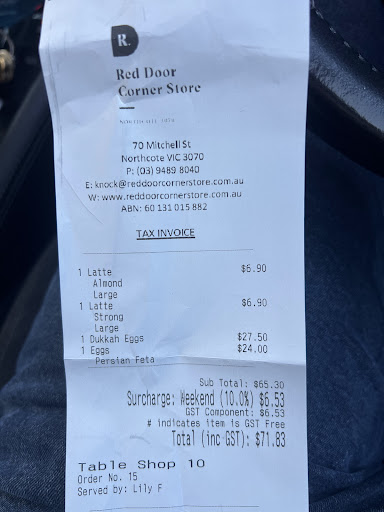 R.
Red Door
Corner Store
70 Mitchell St
Northcote VIC 3070
P: (03) 9489 8040
E: knock@reddoorcornerstore.com.au
W: www.reddoorcornerstore.com.au
ABN: 60 131 015 882
TAX INVOICE
1 Latte $6.90
Almond
Large
1 Latte $6.90
Strong
Large
1 Dukkah Eggs $27.50
1 Eggs $24.00
Persian Feta
Sub Total: $65.30
Surcharge: Weekend (10.0%) $6.53
GST Component: $6.53
# indicates item is GST Free
Total (inc GST): $71.83
Table Shop 10
Order No. 15
Served by: Lily F